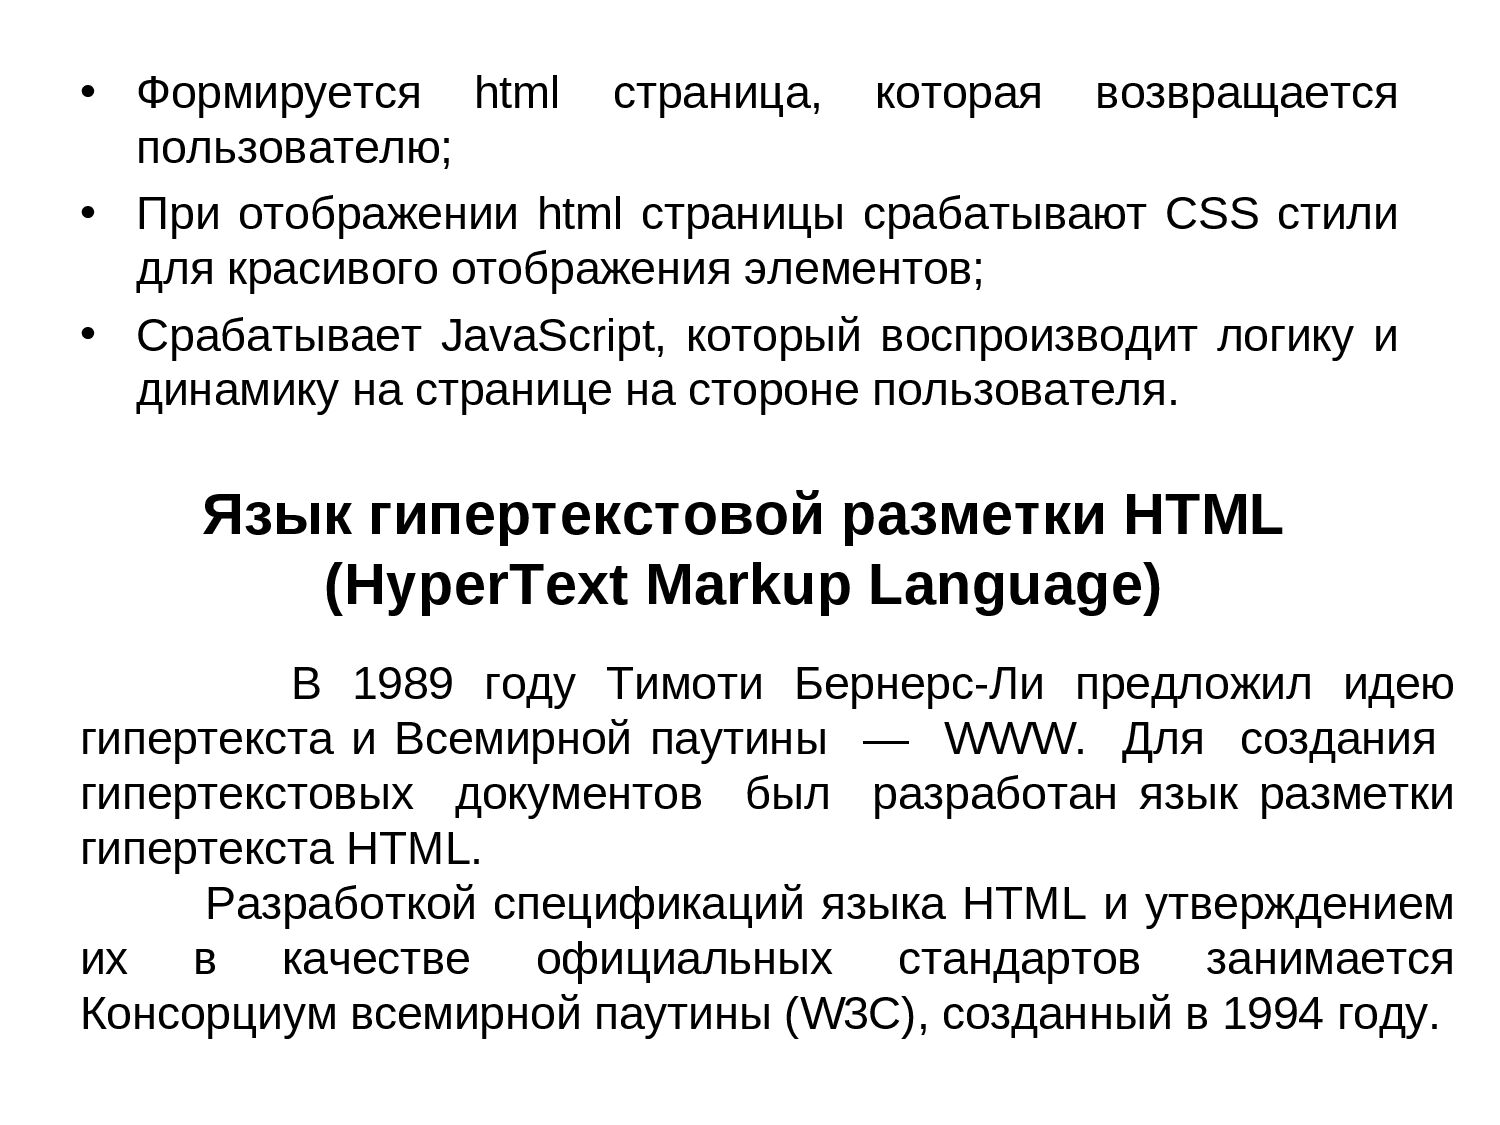 • Формируется html страница, которая возвращается
пользователю;
• При отображении html страницы срабатывают CSS стили
для красивого отображения элементов;
• Срабатывает JavaScript, который воспроизводит логику и
динамику на странице на стороне пользователя.
Язык гипертекстовой разметки HTML
(HyperText Markup Language)
В 1989 году Тимоти Бернерс-Ли предложил идею
гипертекста и Всемирной паутины — WWW. Для создания
гипертекстовых документов был разработан язык разметки
гипертекста HTML.
Разработкой спецификаций языка HTML и утверждением
их в качестве официальных стандартов занимается
Консорциум всемирной паутины (W3C), созданный в 1994 году.